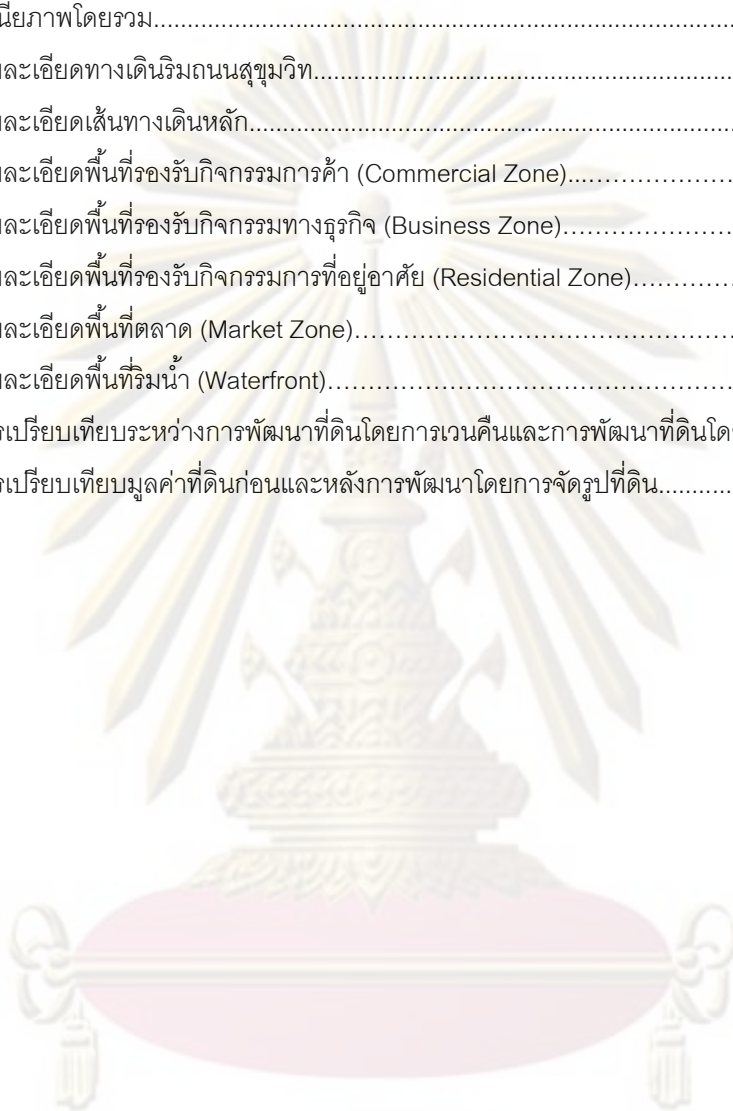 นียภาพโดยรวม..........................................................................................
ยละเอียดทางเดินริมถนนสุขุมวิท................................................................
ยละเอียดเส้นทางเดินหลัก...........................................................................
ยละเอียดพื้นที่รองรับกิจกรรมการค้า (Commercial Zone)...………………
ยละเอียดพื้นที่รองรับกิจกรรมทางธุรกิจ (Business Zone)……………………
ยละเอียดพื้นที่รองรับกิจกรรมการที่อยู่อาศัย (Residential Zone)…………
ยละเอียดพื้นที่ตลาด (Market Zone)……………………………………………
ยละเอียดพื้นที่ริมน้ำ (Waterfront)………………………………………………
รเปรียบเทียบระหว่างการพัฒนาที่ดินโดยการเวนคืนและการพัฒนาที่ดินโดย
รเปรียบเทียบมูลค่าที่ดินก่อนและหลังการพัฒนาโดยการจัดรูปที่ดิน...........